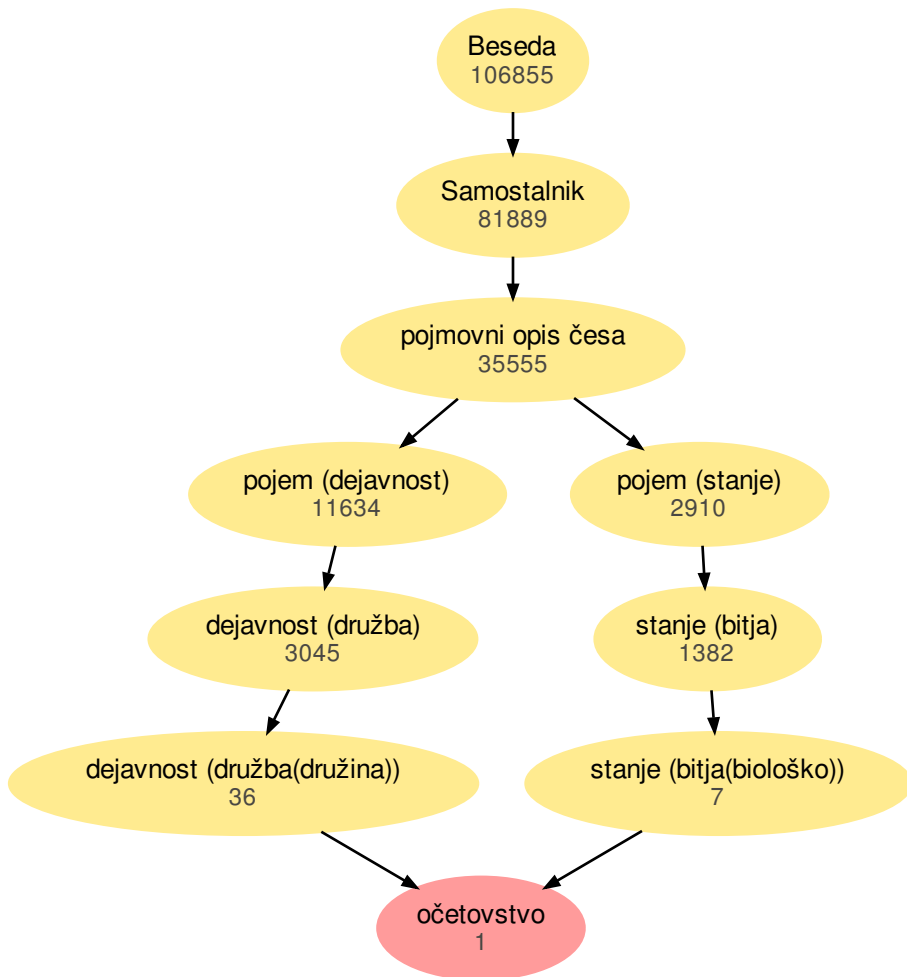 Beseda
106855
Samostalnik
81889
pojmovni opis česa
35555
pojem (dejavnost)
11634
pojem (stanje)
2910
dejavnost (družba)
3045
stanje (bitja)
1382
dejavnost (družba(družina))
36
stanje (bitja(biološko))
7
očetovstvo
1